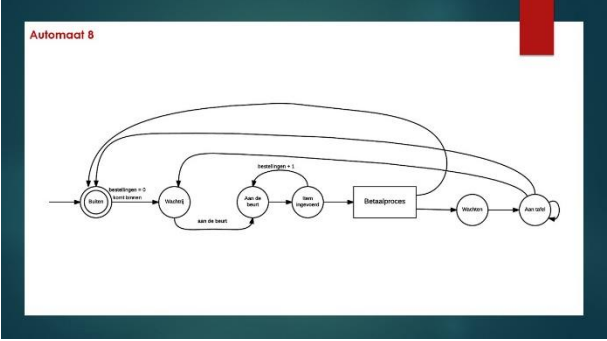 Automaat 8
bestellingen + 1
bestellingen = 0
komt binnen
Buiten
Wachtrij
Aan de
beurt
Item
ingevoerd
Betaalproces
Wachten
Aan tafel
aan de beurt